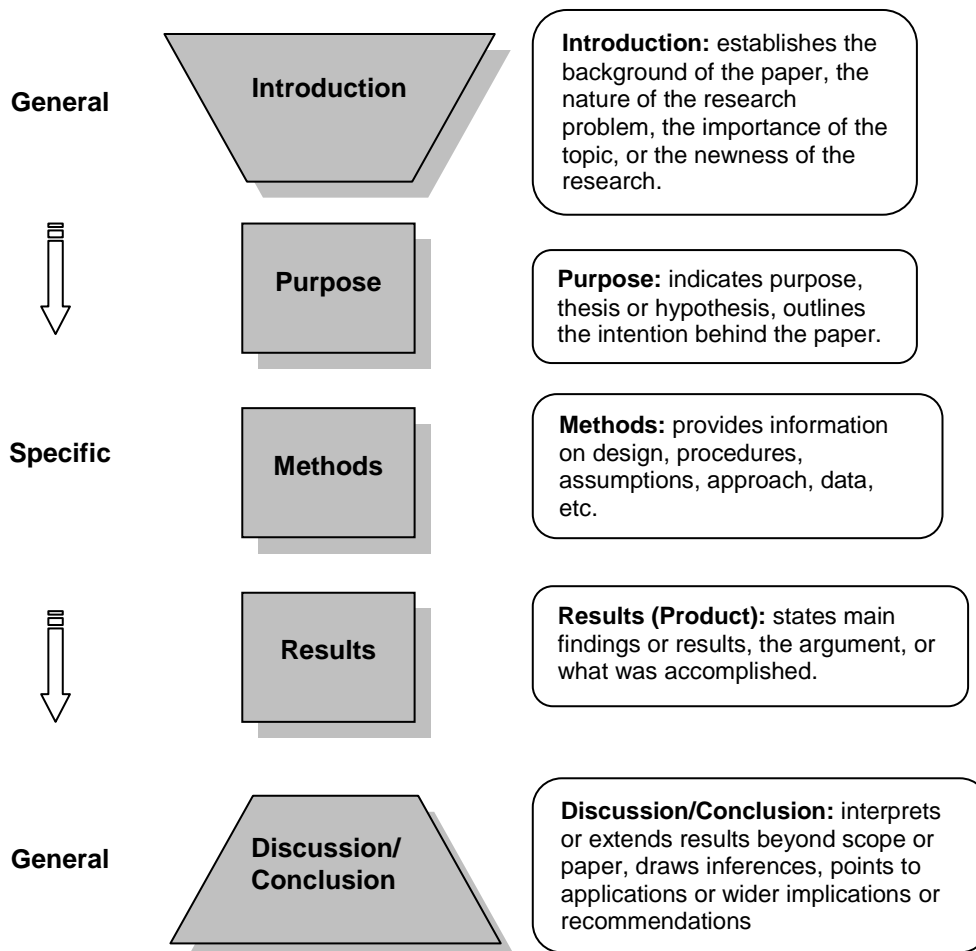 General
Introduction
Introduction: establishes the
background of the paper, the
nature of the research
problem, the importance of the
topic, or the newness of the
research.
Purpose
Purpose: indicates purpose,
thesis or hypothesis, outlines
the intention behind the paper.
Specific
Methods
Methods: provides information
on design, procedures,
assumptions, approach, data,
etc.
Results
Results (Product): states main
findings or results, the argument, or
what was accomplished.
General
Discussion/
Conclusion
Discussion/Conclusion: interprets
or extends results beyond scope or
paper, draws inferences, points to
applications or wider implications or
recommendations